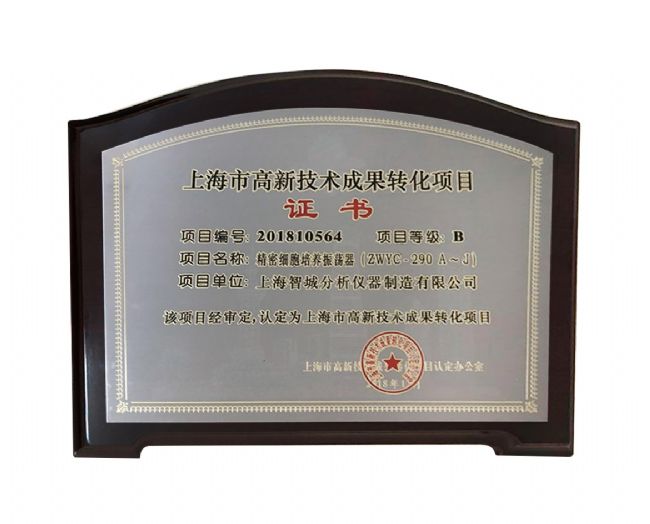 上海市高新技术成果转化项目
证书
项目编号: 201810564 项目等级: B
项目名称: 精密细胞培养振荡器(ZWYC-290 A～J)
项目单位: 上海智城分析仪器制造有限公司
该项目经审定,认定为上海市高新技术成果转化项目
上海市高新技 目认定办公室
18年1